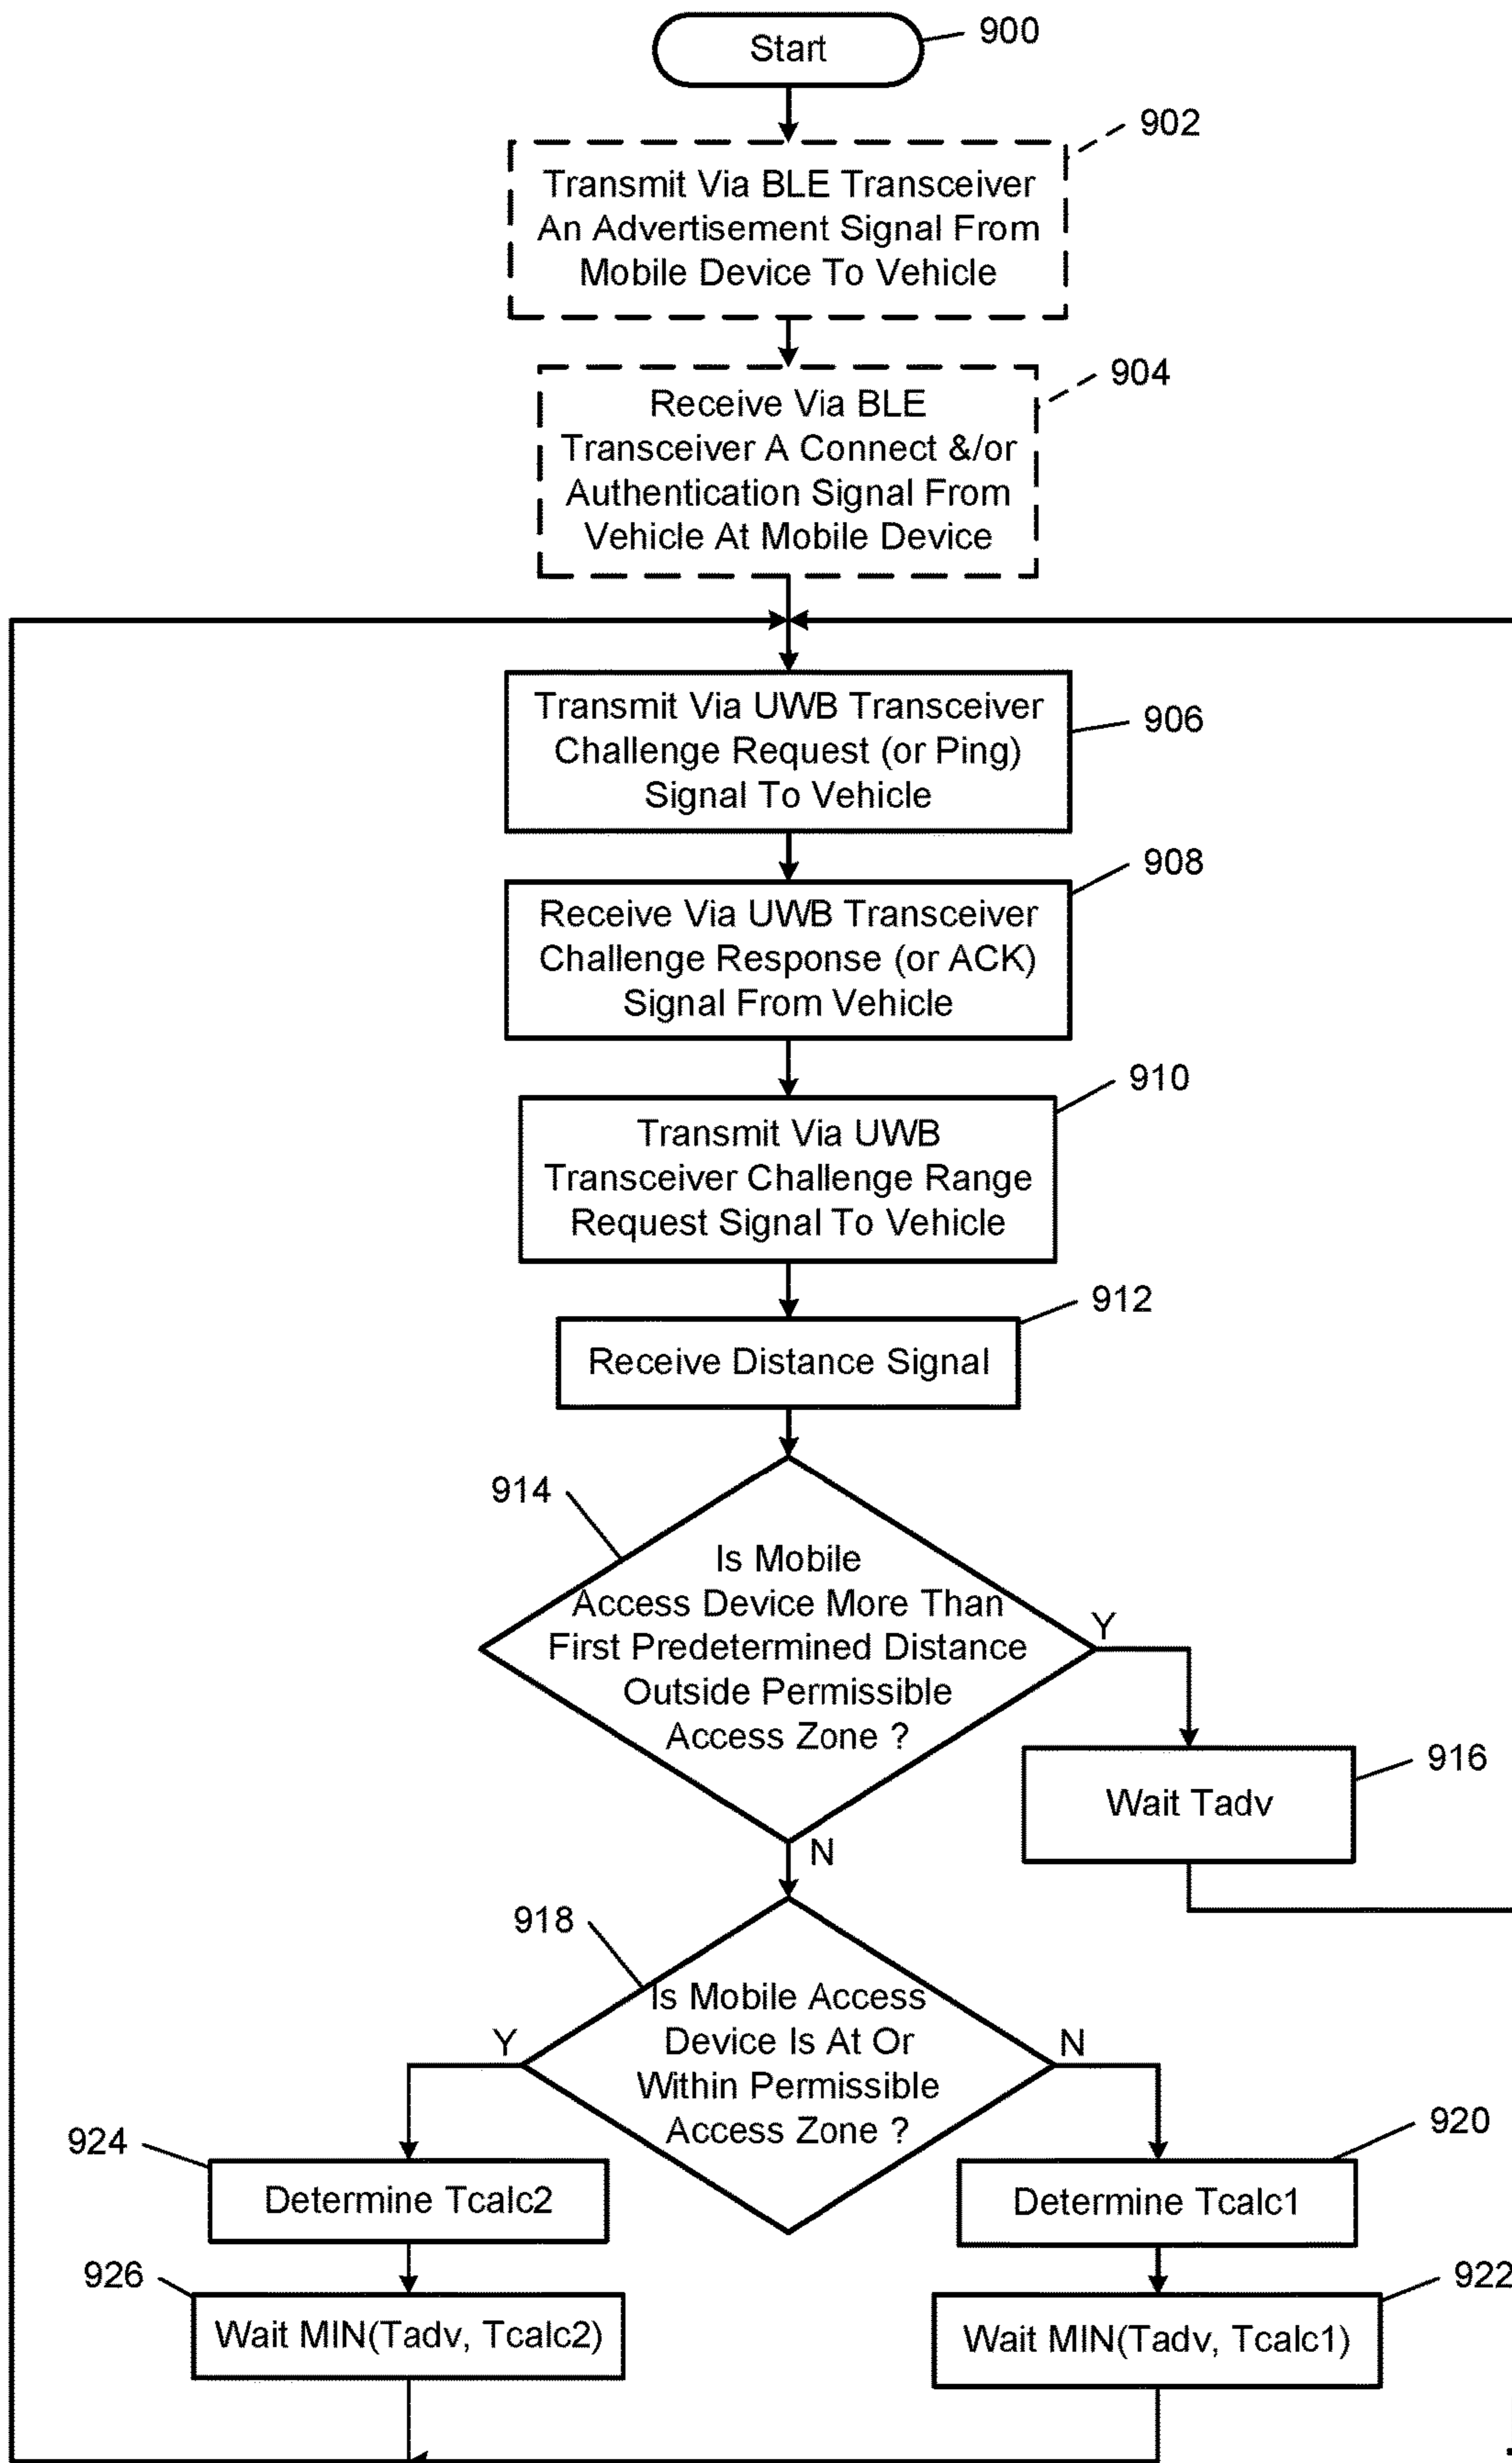 Start
900
902
Transmit Via BLE Transceiver
An Advertisement Signal From
Mobile Device To Vehicle
904
Receive Via BLE
Transceiver A Connect &/or
Authentication Signal From
Vehicle At Mobile Device
Transmit Via UWB Transceiver
Challenge Request (or Ping)
Signal To Vehicle
906
908
Receive Via UWB Transceiver
Challenge Response (or ACK)
Signal From Vehicle
910
Transmit Via UWB
Transceiver Challenge Range
Request Signal To Vehicle
912
Receive Distance Signal
914
Is Mobile
Access Device More Than
First Predetermined Distance
Outside Permissible
Access Zone ?
Y
N
916
Wait Tadv
918
Is Mobile Access
Device Is At Or
Within Permissible
Access Zone ?
Y
N
924
Determine Tcalc2
920
Determine Tcalc1
926
Wait MIN(Tadv, Tcalc2)
922
Wait MIN(Tadv, Tcalc1)